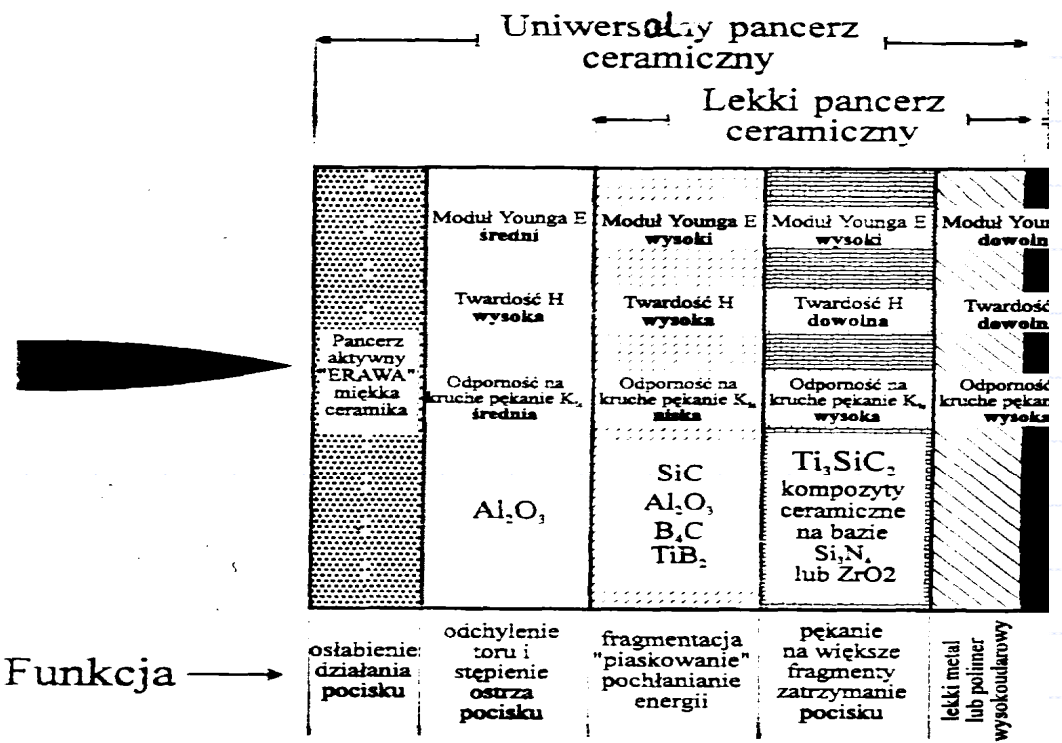 Uniwersalny pancerz
ceramiczny
Lekki pancerz
ceramiczny
Pancerz
aktywny
"ERAWA"
miękka
ceramika
Moduł Younga E
średni
Twardość H
wysoka
Odporność na
kruche pękanie K
średnia
Al₂O₃
Moduł Younga E
wysoki
Twardość H
wysoka
Odporność na
kruche pękanie K
niska
SiC
Al₂O₃
B₄C
TiB₂
Moduł Younga E
wysoki
Twardość H
dowolna
Odporność na
kruche pękanie K
wysoka
Ti₃SiC₂
kompozyty
ceramiczne
na bazie
Si₃N₄
lub ZrO2
Moduł Youn
dowoln
Twardość
dowoln
Odporność
kruche pękan
wysoka
Funkcja
osłabienie
działania
pocisku
odchylenie
toru i
stępienie
ostrza
pocisku
fragmentacja
"piaskowanie"
pochłanianie
energii
pękanie
na większe
fragmenty
zatrzymanie
pocisku
lekki metal
lub polimer
wysokoudarowy